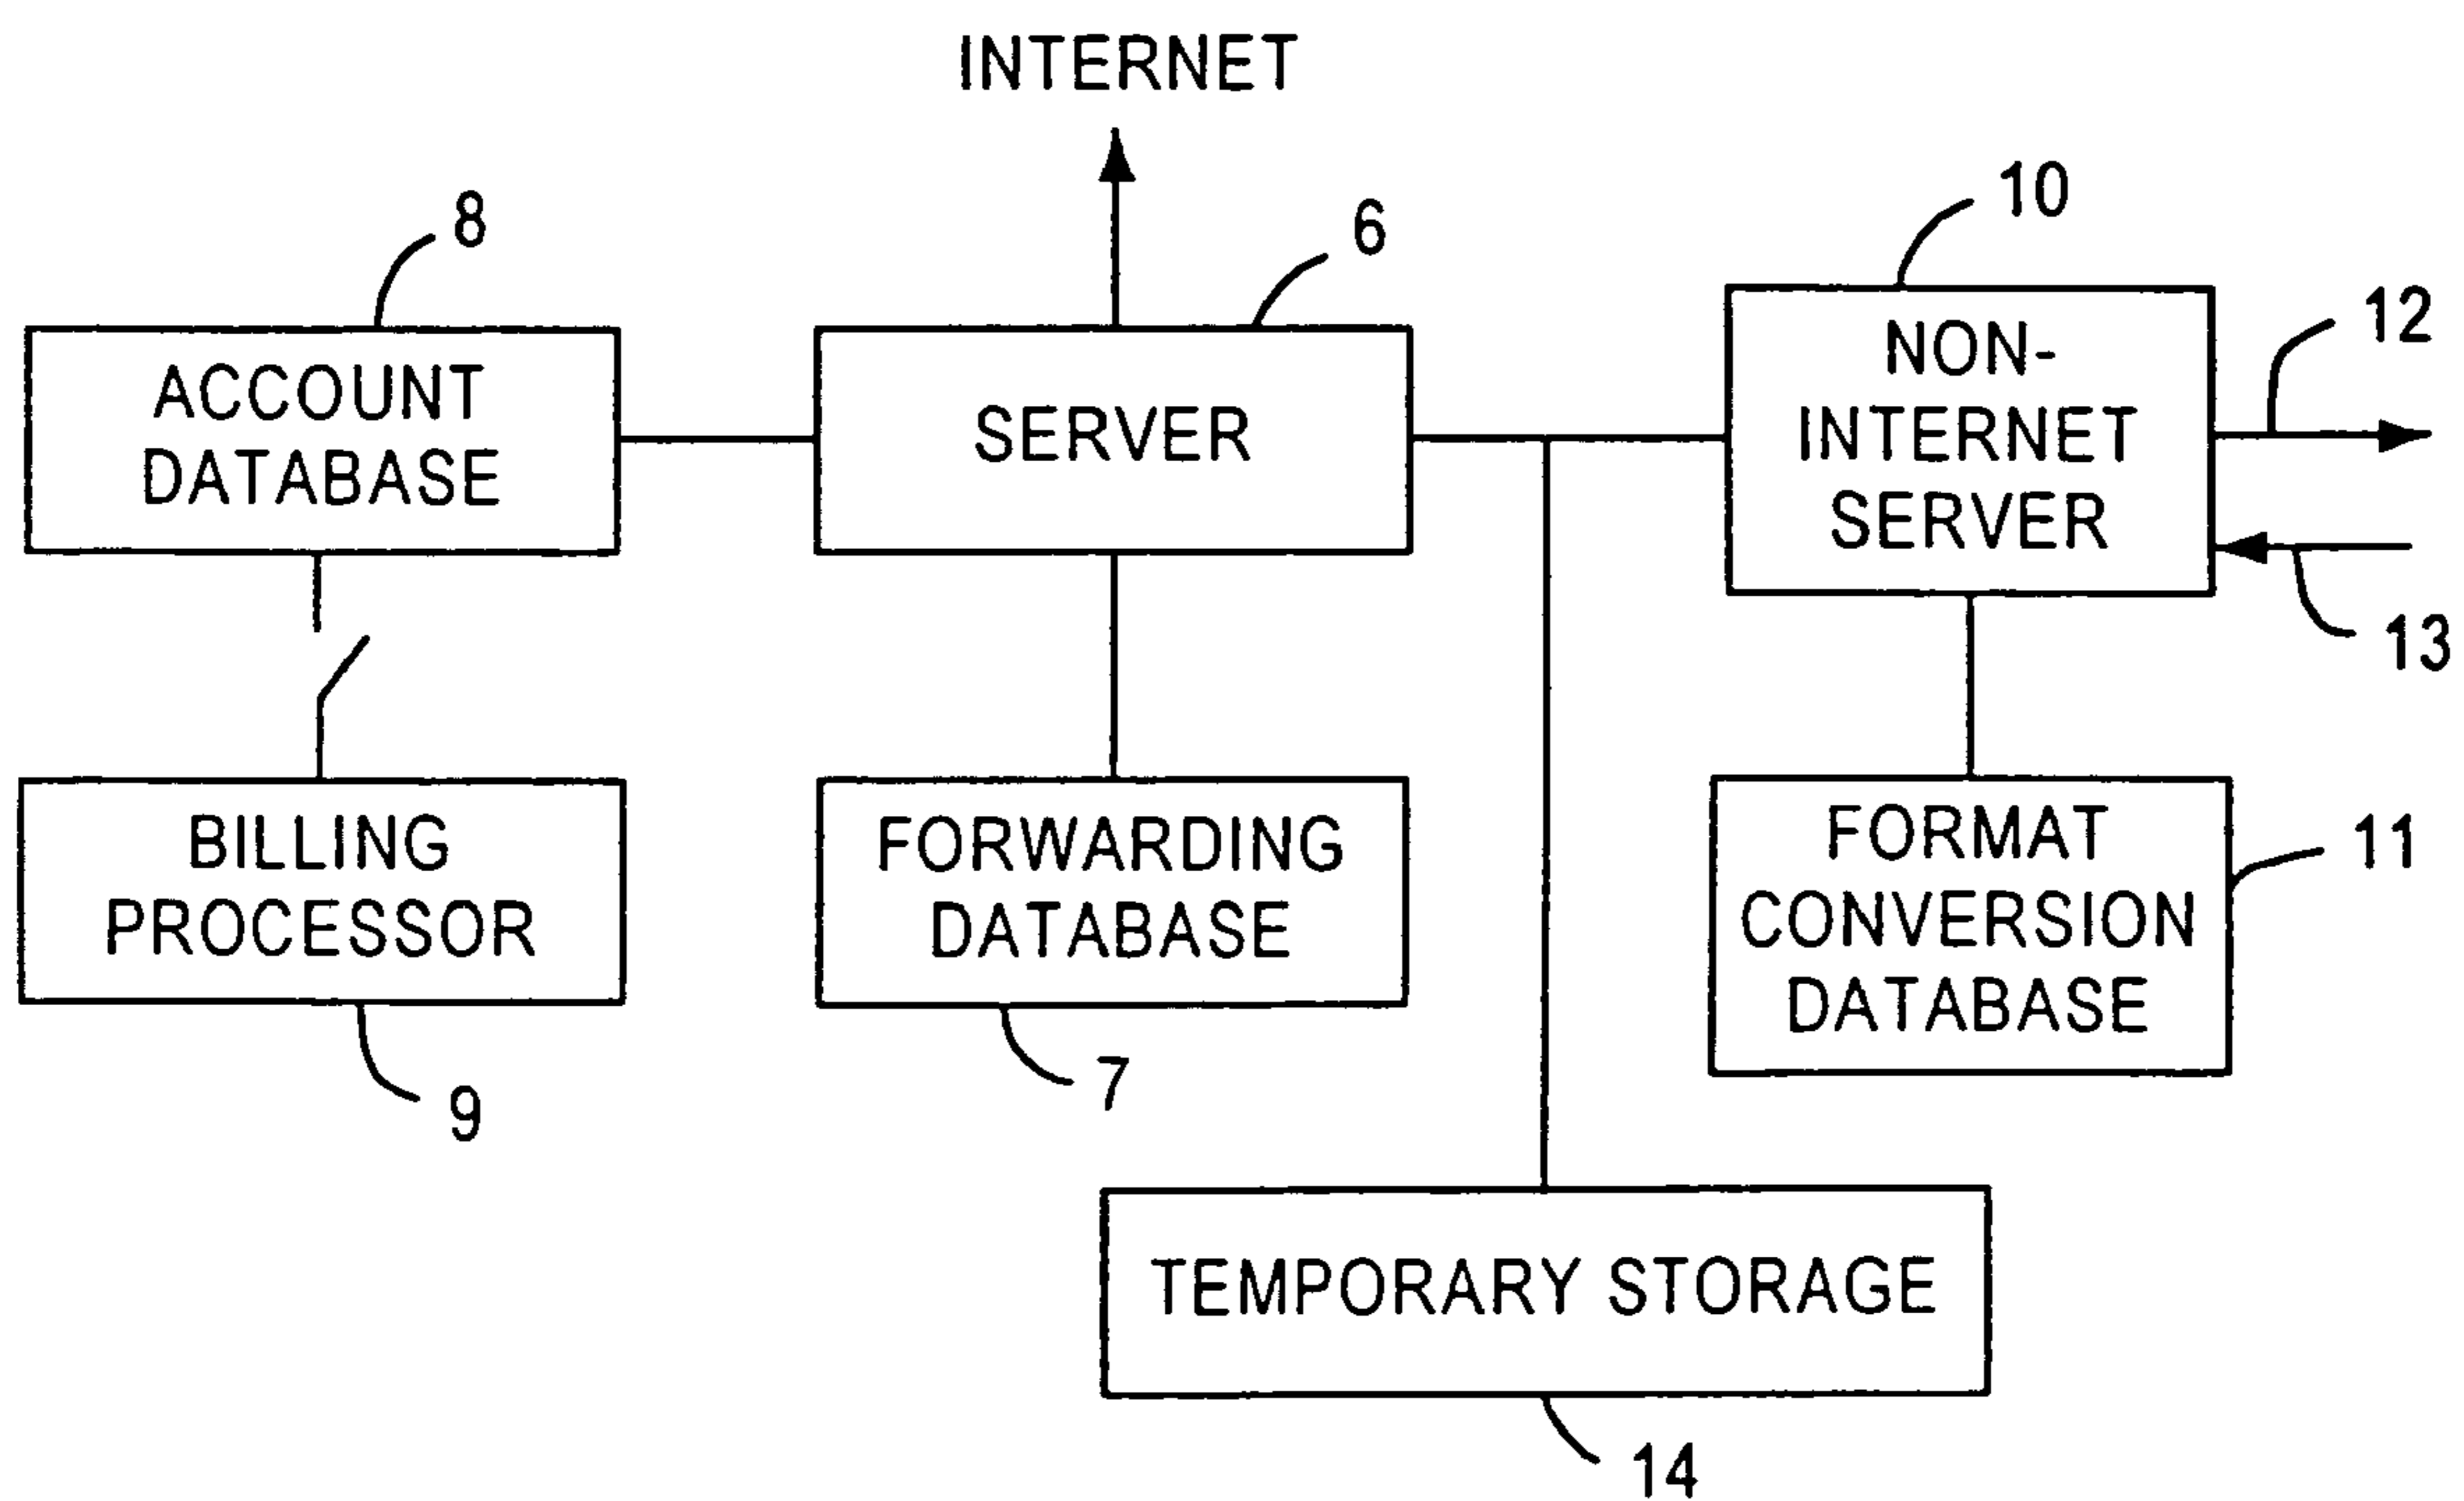 INTERNET
8
6
10
12
ACCOUNT
DATABASE
SERVER
NON-
INTERNET
SERVER
13
BILLING
PROCESSOR
FORWARDING
DATABASE
FORMAT
CONVERSION
DATABASE
11
9
7
TEMPORARY STORAGE
14